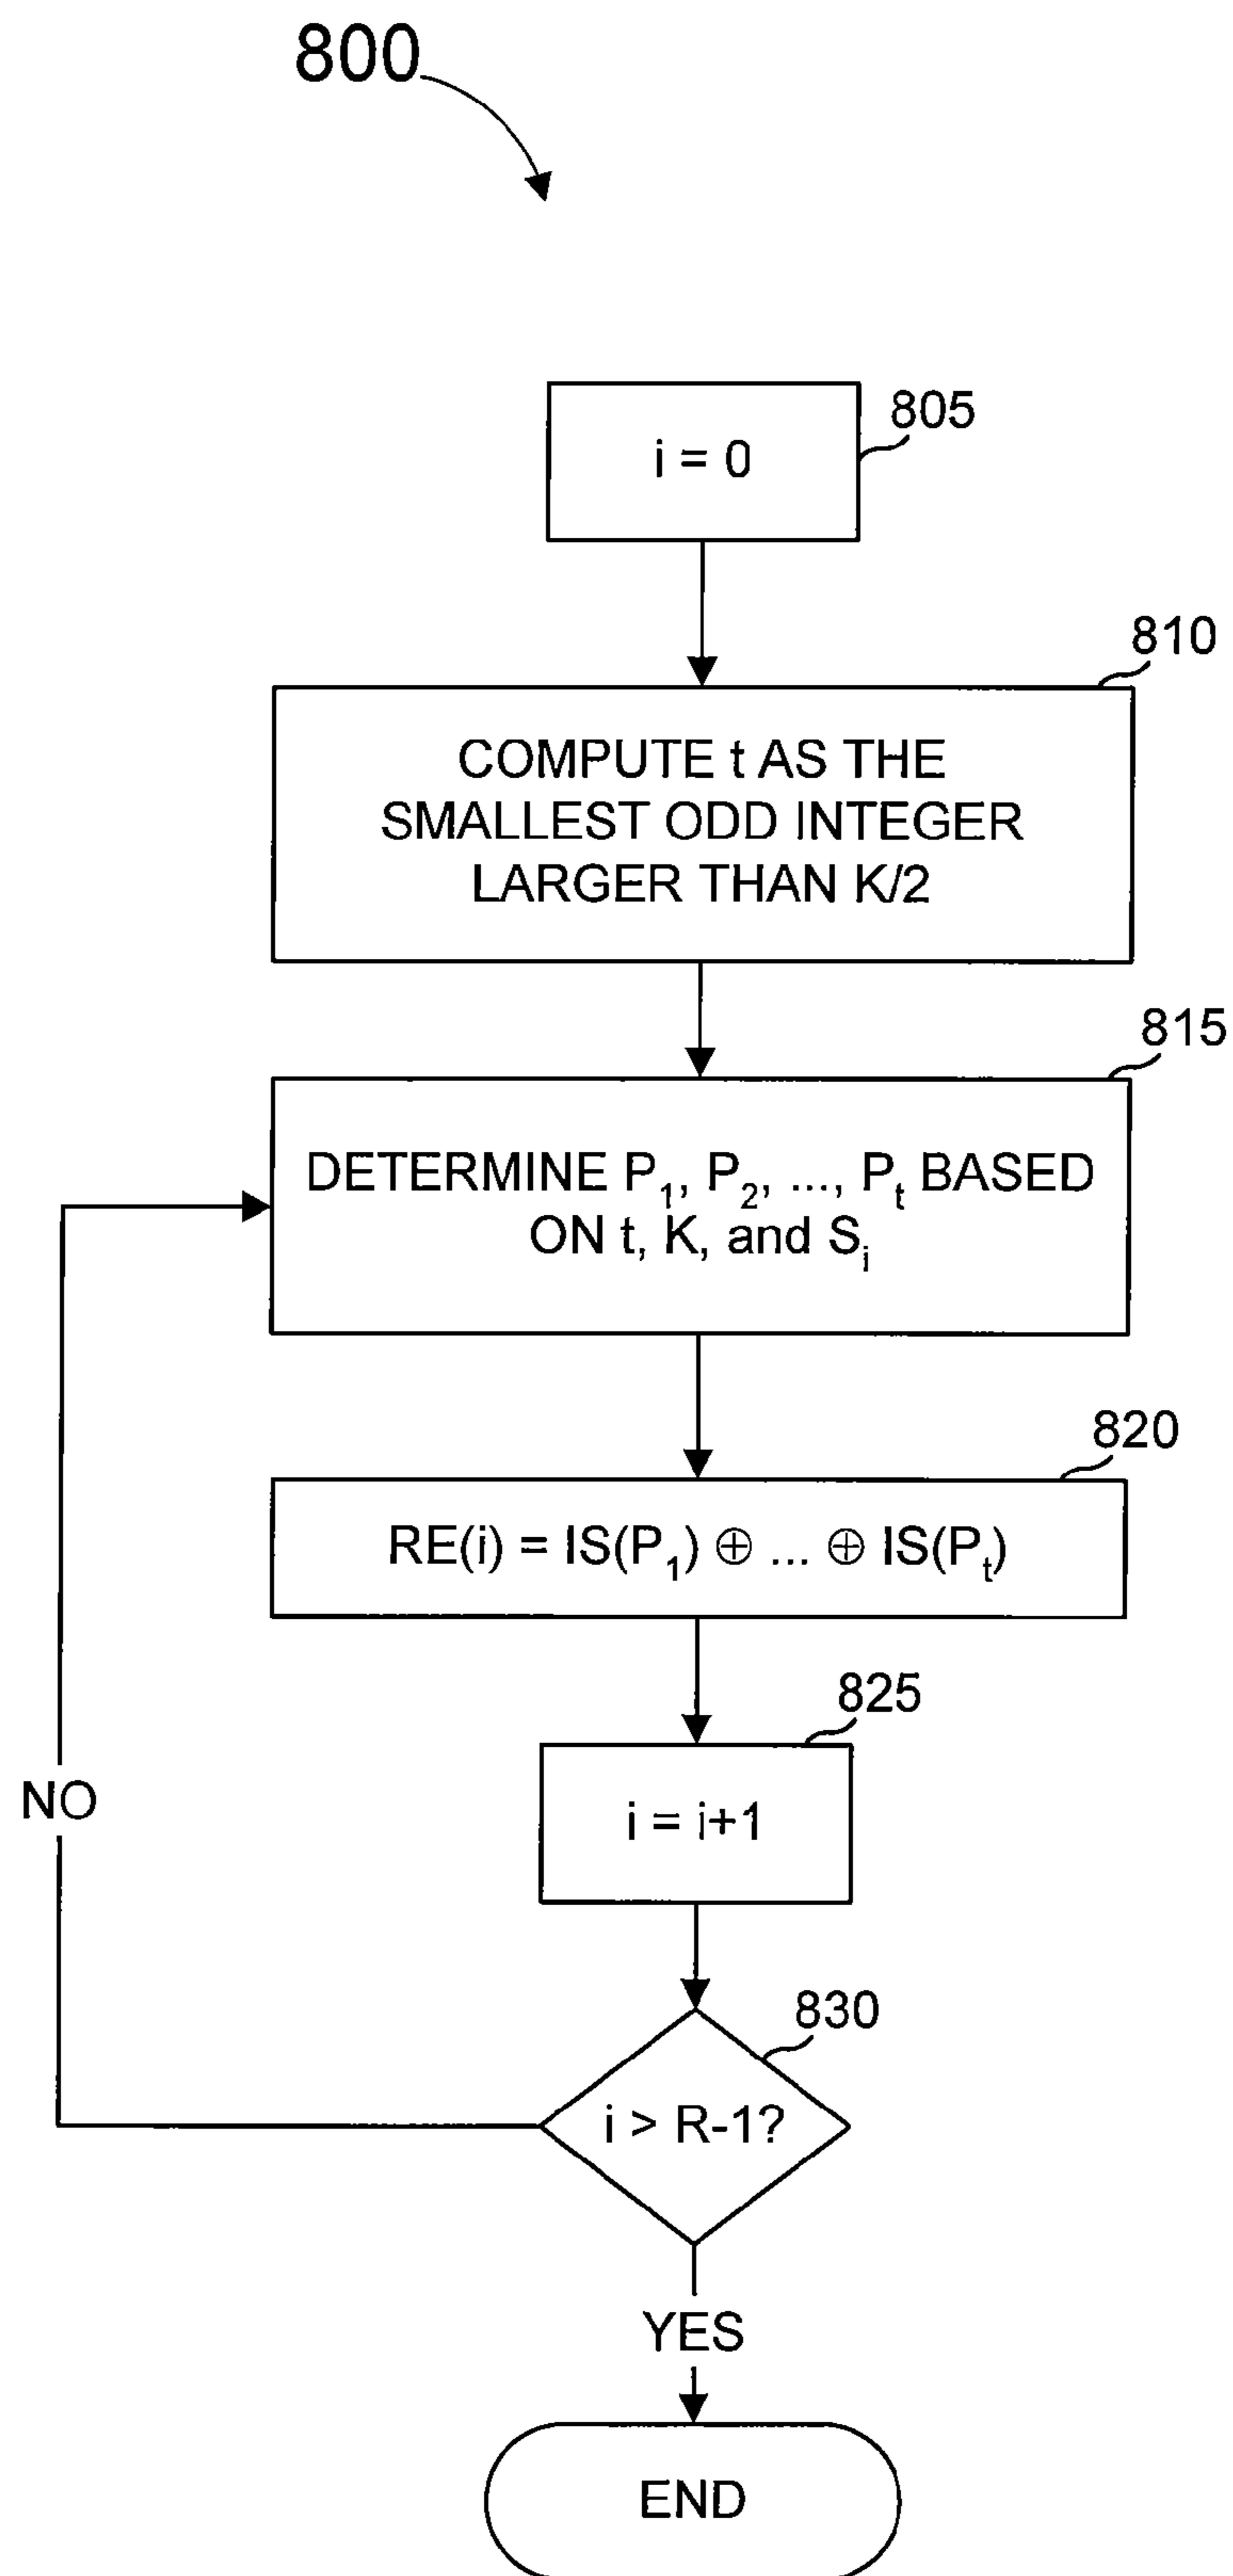 800
805
i = 0
810
COMPUTE t AS THE
SMALLEST ODD INTEGER
LARGER THAN K/2
815
DETERMINE P₁, P₂, ..., Pₜ BASED
ON t, K, and Sᵢ
820
RE(i) = IS(P₁) ⊕ ... ⊕ IS(Pₜ)
825
i = i+1
NO
830
i > R-1?
YES
END